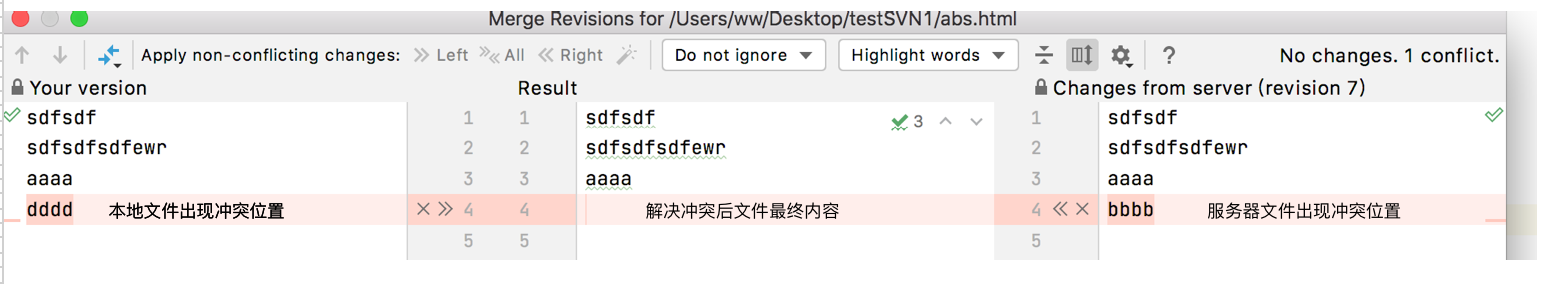 Merge Revisions for /Users/ww/Desktop/testSVN1/abs.html
Apply non-conflicting changes: Left All Right Do not ignore Highlight words ? No changes. 1 conflict.
Your version Result Changes from server (revision 7)
sdfsdf 1 1 sdfsdf 3 1 sdfsdf
sdfsdfsdfewr 2 2 sdfsdfsdfewr 2 sdfsdfsdfewr
aaaa 3 3 aaaa 3 aaaa
dddd 本地文件出现冲突位置 × >> 4 4 解决冲突后文件最终内容 4 << × bbbb 服务器文件出现冲突位置
5 5 5